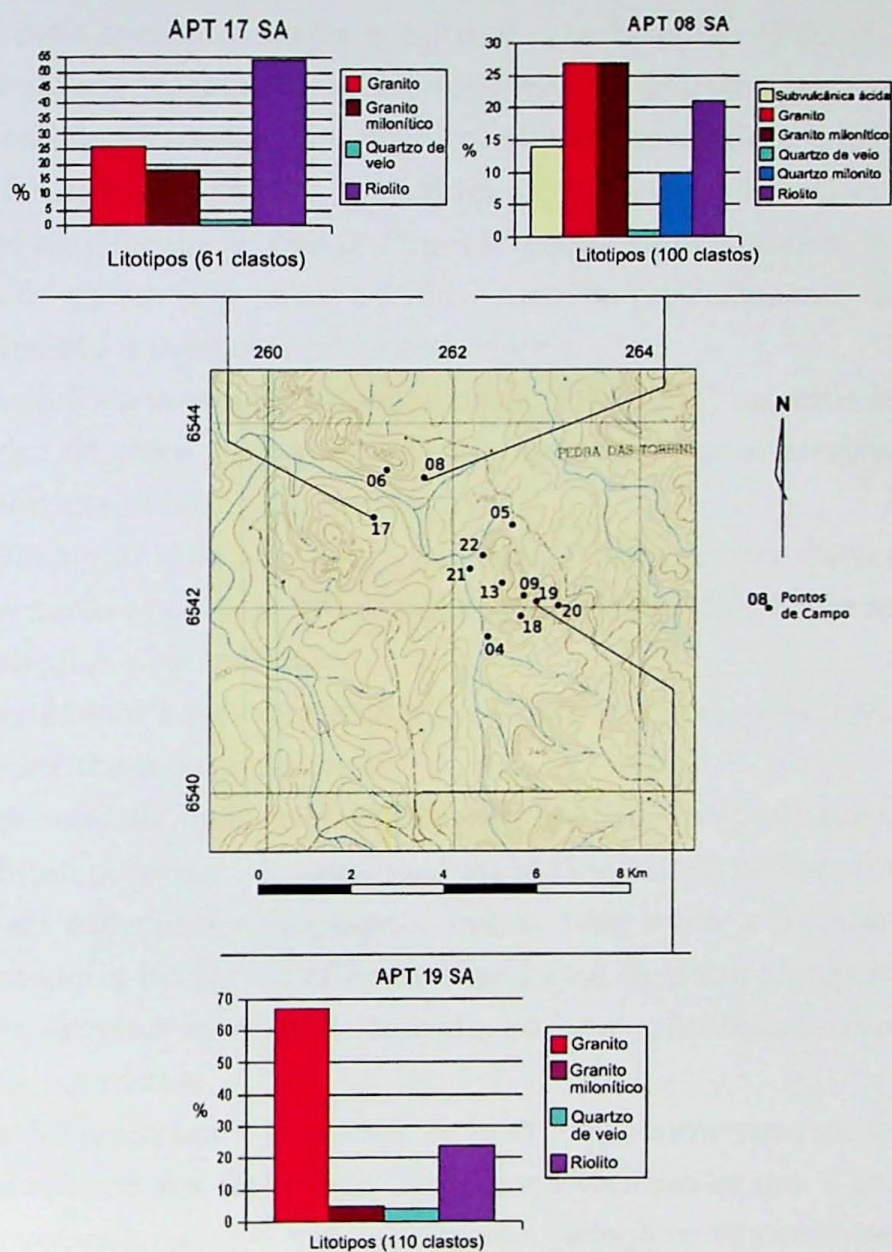 APT 17 SA
55
50
45
40
35
30
25
20
15
10
5
0
%
Litotipos (61 clastos)
Granito
Granito
milonítico
Quartzo de
veio
Riolito
APT 08 SA
30
25
20
15
10
5
0
%
Litotipos (100 clastos)
Subvulcânica ácida
Granito
Granito milonítico
Quartzo de veio
Quartzo milonito
Riolito
260
262
264
6544
6542
6540
PEDRA DAS TORRINH
06
08
17
05
22
21
13
09
19
20
18
04
N
08
Pontos
de Campo
0
2
4
6
8 Km
APT 19 SA
70
60
50
40
30
20
10
0
%
Litotipos (110 clastos)
Granito
Granito
milonítico
Quartzo
de veio
Riolito